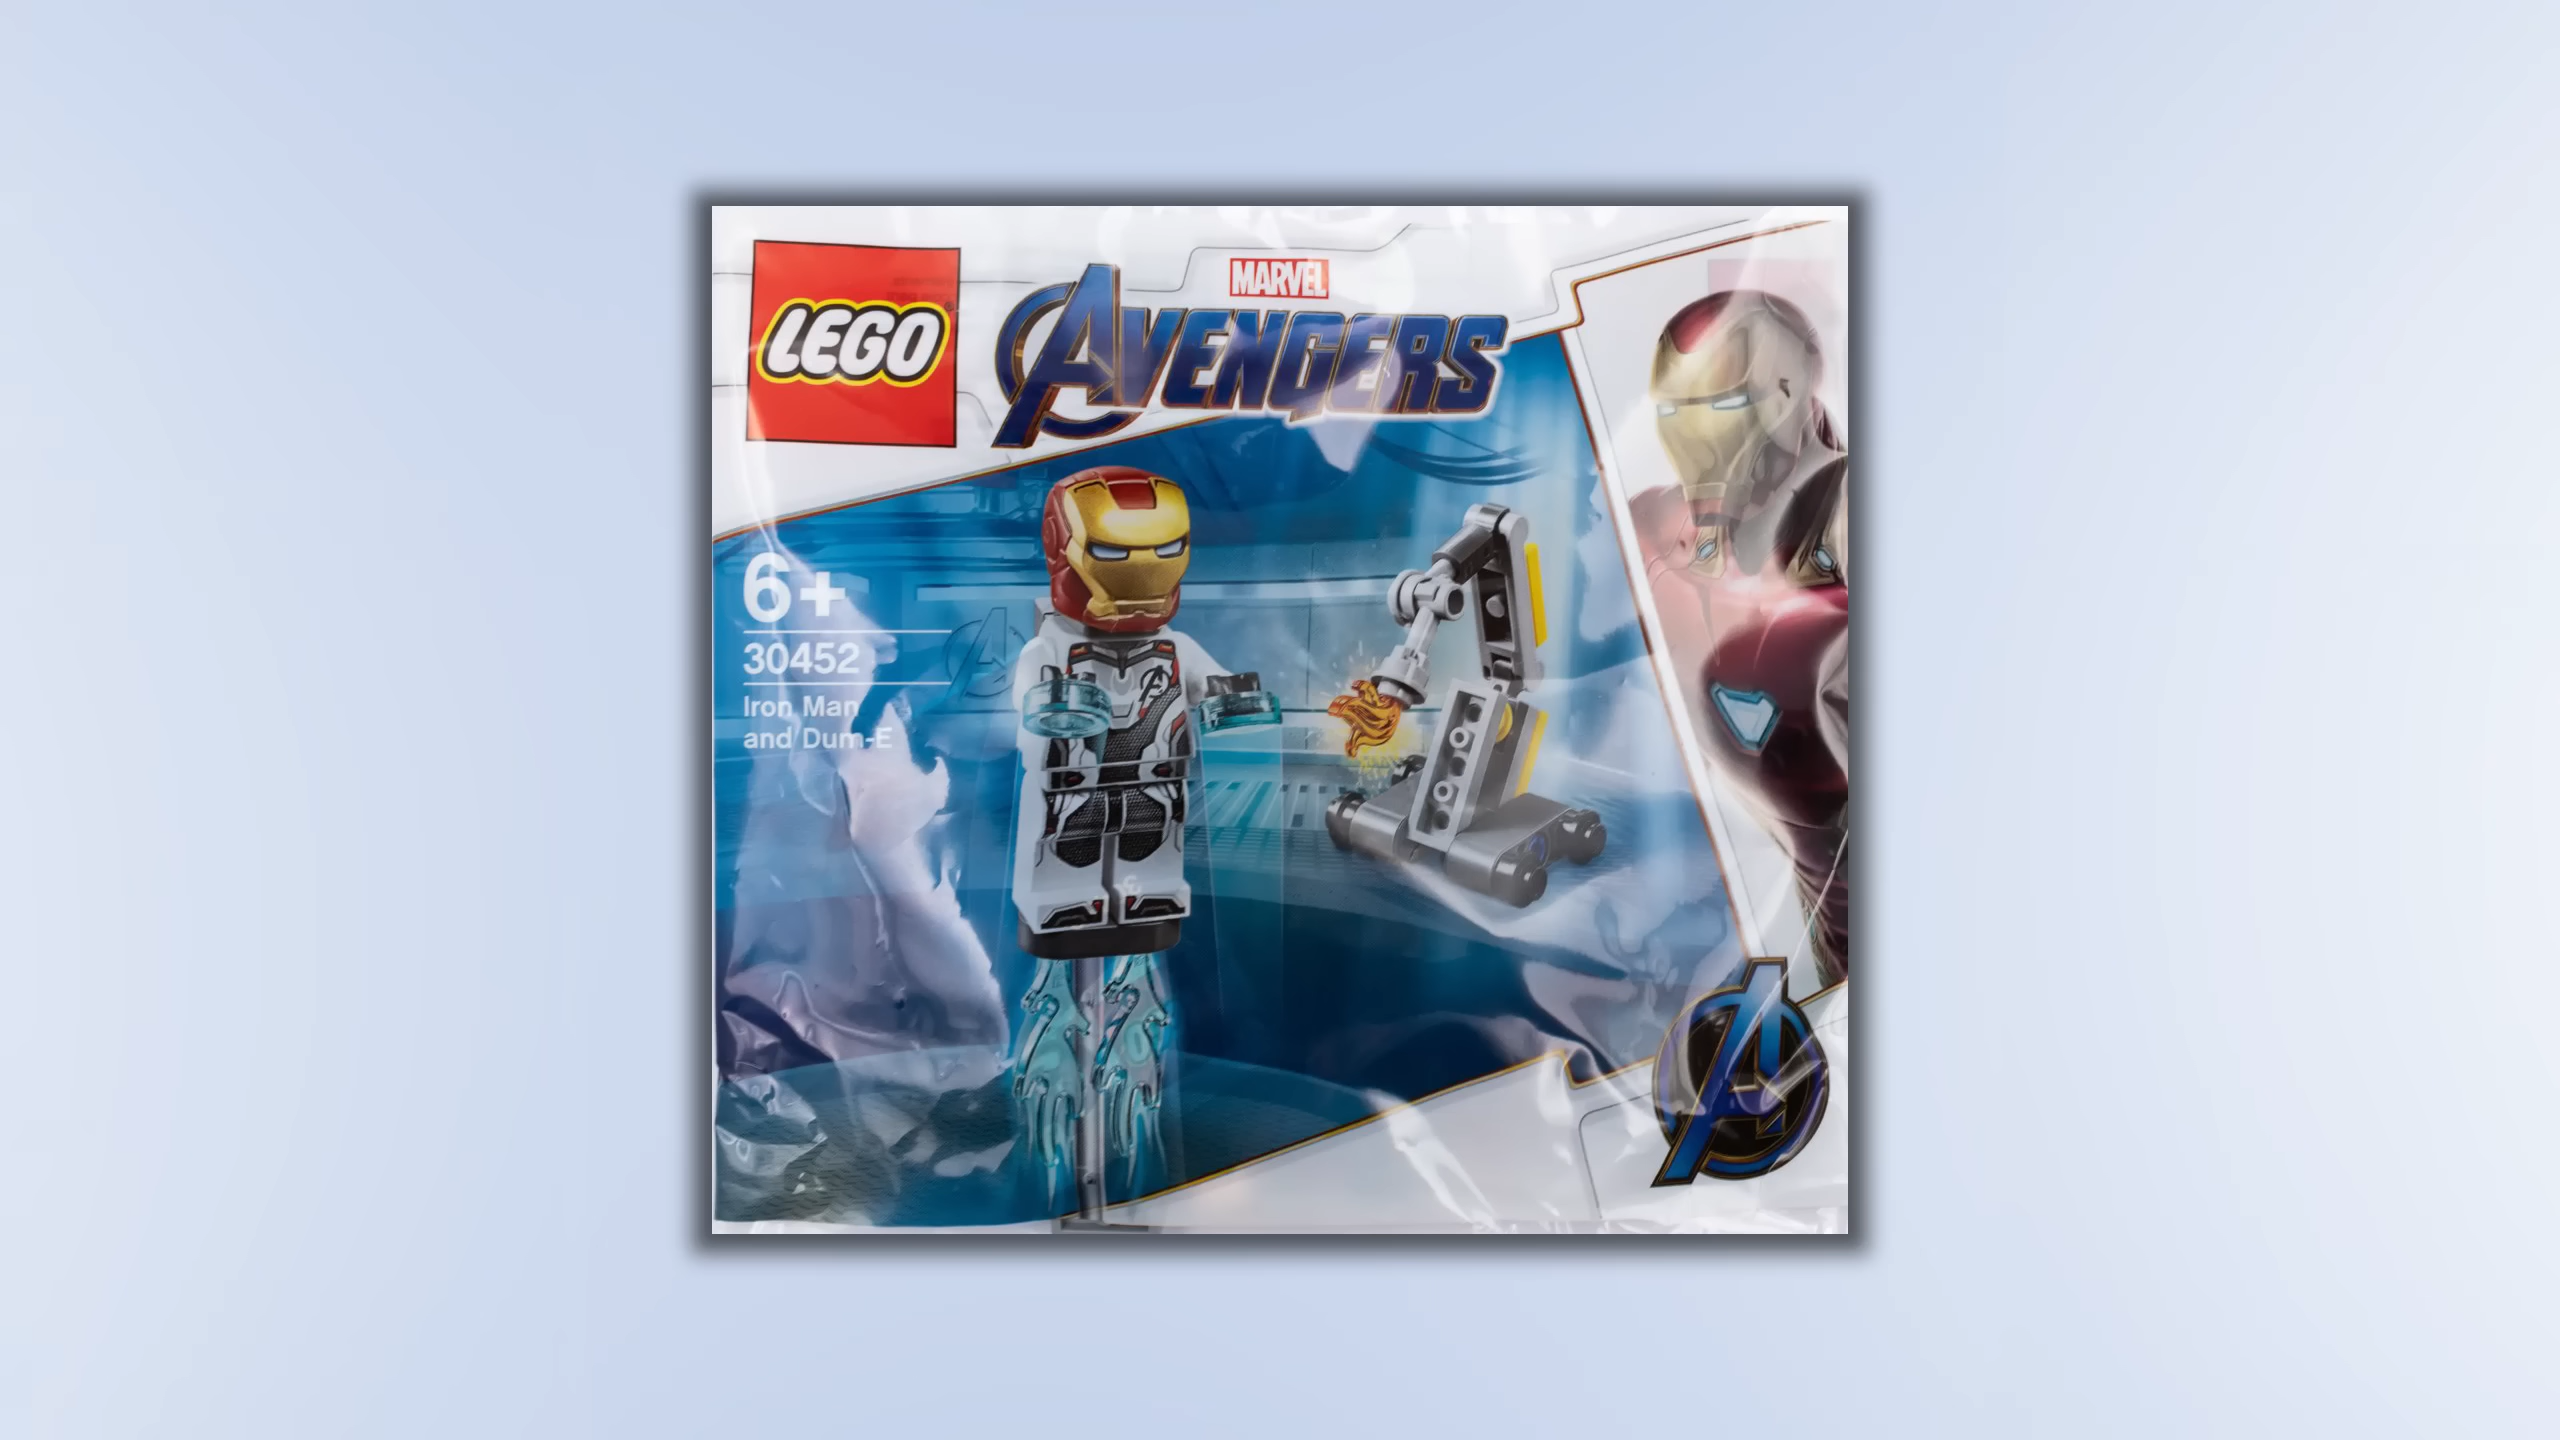 LEGO
MARVEL
AVENGERS
6+
30452
Iron Man
and Dum-E